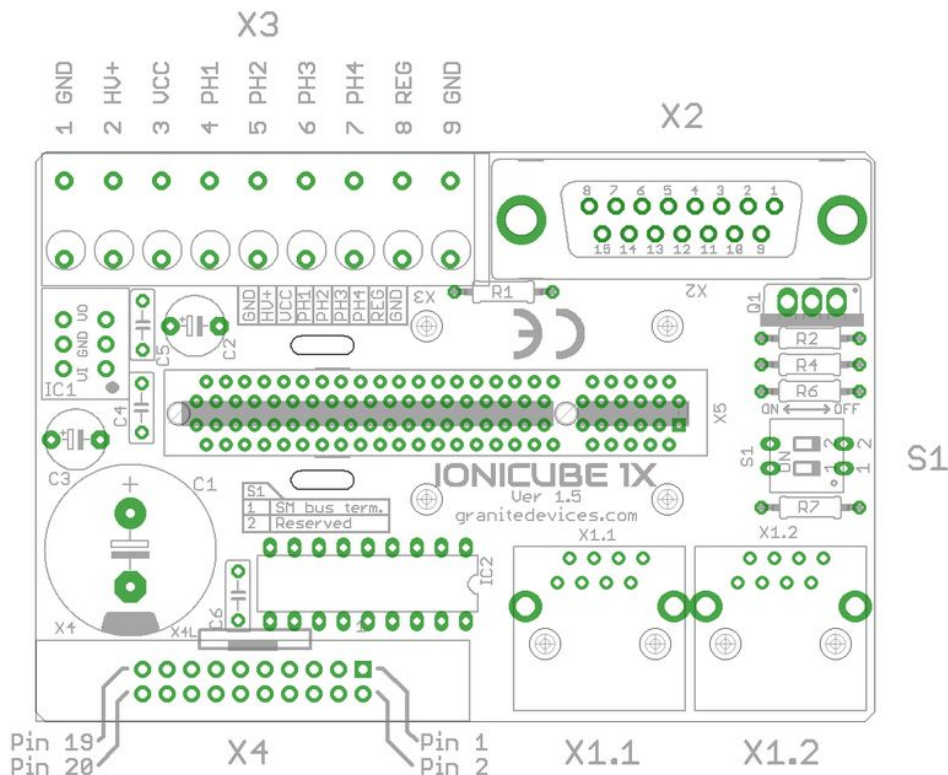 X3
1 GND
2 HV+
3 VCC
4 PH1
5 PH2
6 PH3
7 PH4
8 REG
9 GND
X2
8 7 6 5 4 3 2 1
15 14 13 12 11 10 9
GND
HV+
VCC
PH1
PH2
PH3
PH4
REG
GND
X3
R1
X2
Q1
VO
GND
VI
IC1
C5
+
C2
CE
R2
R4
R6
ON OFF
C4
X5
+
C3
S1
ON
2 2
1 1
S1
C1
+
IONICUBE 1X
Ver 1.5
granitedevices.com
S1
1 SM bus term.
2 Reserved
R7
X1.1
X1.2
IC2
C6
X4
X4L
1
Pin 19
Pin 20
X4
Pin 1
Pin 2
X1.1
X1.2